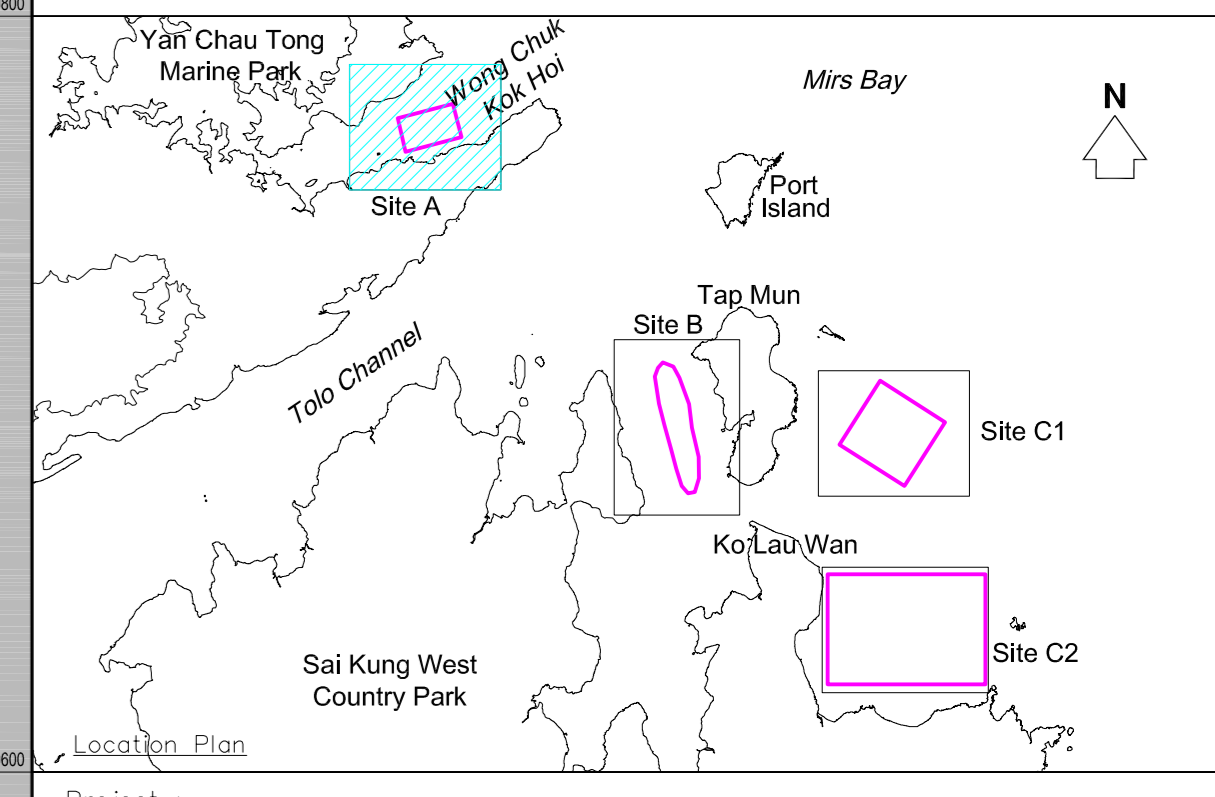 800
Yan Chau Tong
Marine Park
Wong Chuk
Kok Hoi
Mirs Bay
N
Port
Island
Site A
Tap Mun
Site B
Tolo Channel
Site C1
Ko Lau Wan
Site C2
Sai Kung West
Country Park
Location Plan
600